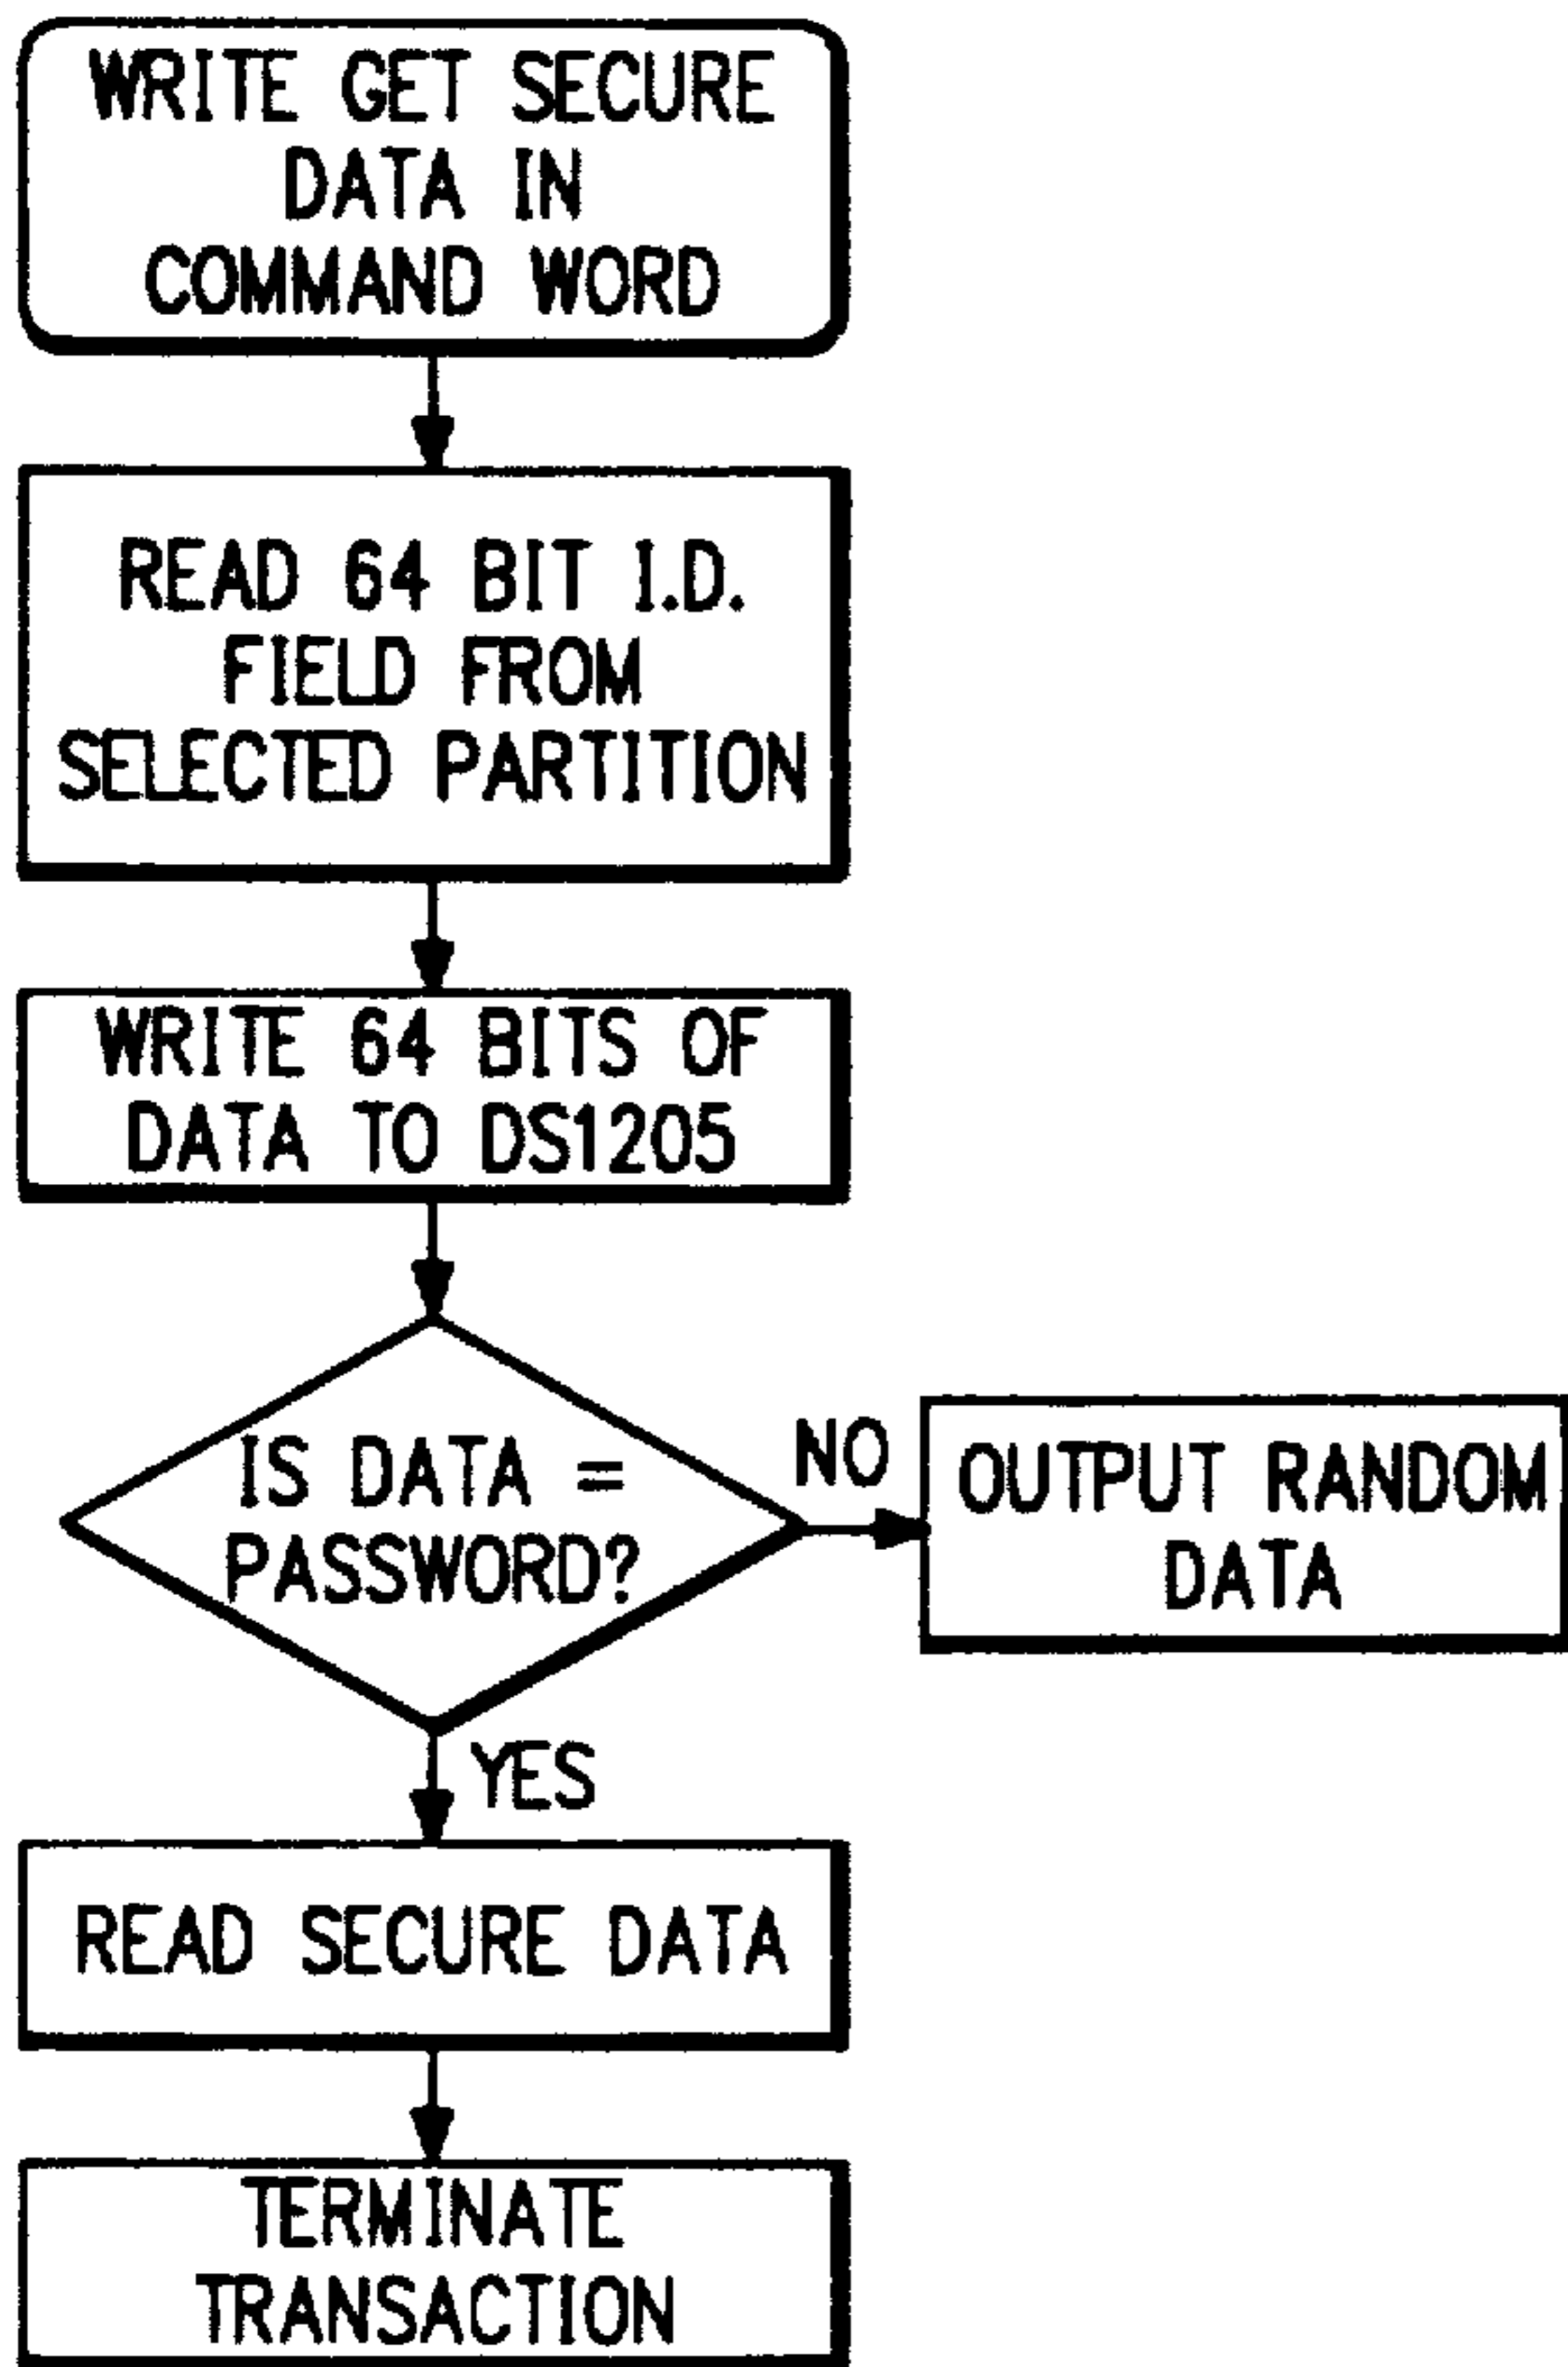 WRITE GET SECURE
DATA IN
COMMAND WORD
READ 64 BIT I.D.
FIELD FROM
SELECTED PARTITION
WRITE 64 BITS OF
DATA TO DS1205
IS DATA =
PASSWORD?
NO
OUTPUT RANDOM
DATA
YES
READ SECURE DATA
TERMINATE
TRANSACTION